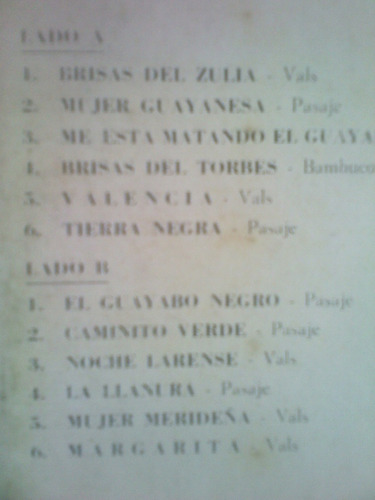 LADO A
1. BRISAS DEL ZULIA - Vals
2. MUJER GUAYANESA - Pasaje
3. ME ESTA MATANDO EL GUAYA
4. BRISAS DEL TORBES - Bambuco
5. VALENCIA - Vals
6. TIERRA NEGRA - Pasaje
LADO B
1. EL GUAYABO NEGRO - Pasaje
2. CAMINITO VERDE - Pasaje
3. NOCHE LARENSE - Vals
4. LA LLANURA - Pasaje
5. MUJER MERIDEÑA - Vals
6. MARGARITA - Vals